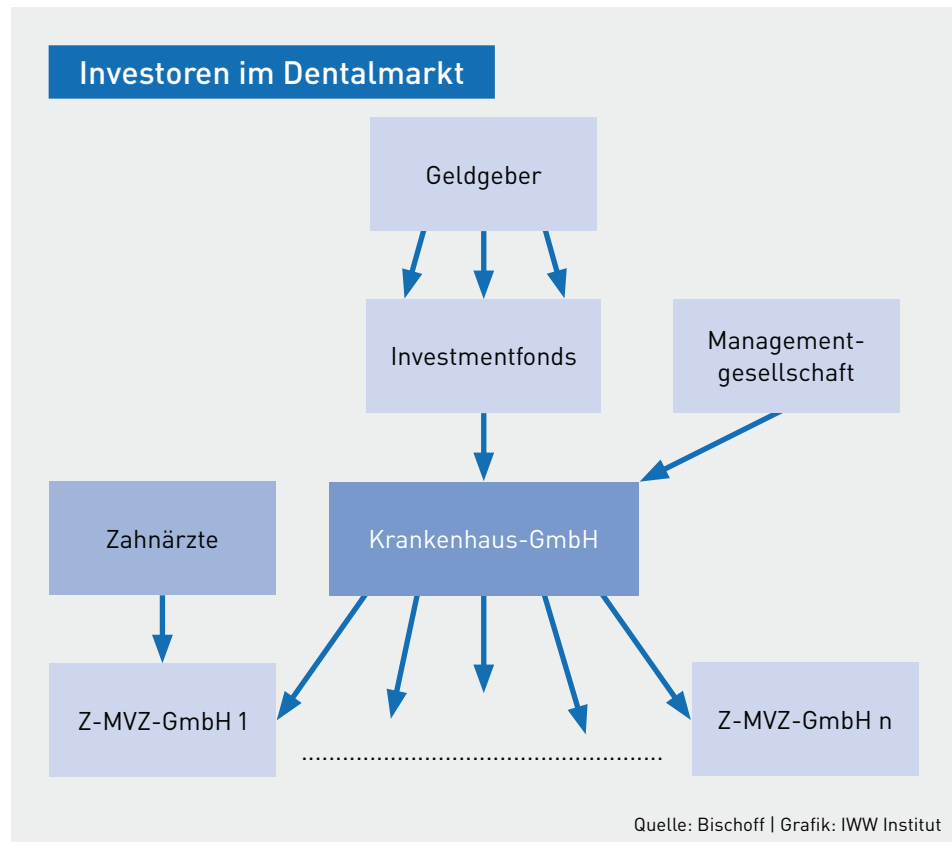 Investoren im Dentalmarkt
Geldgeber
Investmentfonds
Management-
gesellschaft
Zahnärzte
Krankenhaus-GmbH
Z-MVZ-GmbH 1
Z-MVZ-GmbH n
......................................................
Quelle: Bischoff | Grafik: IWW Institut